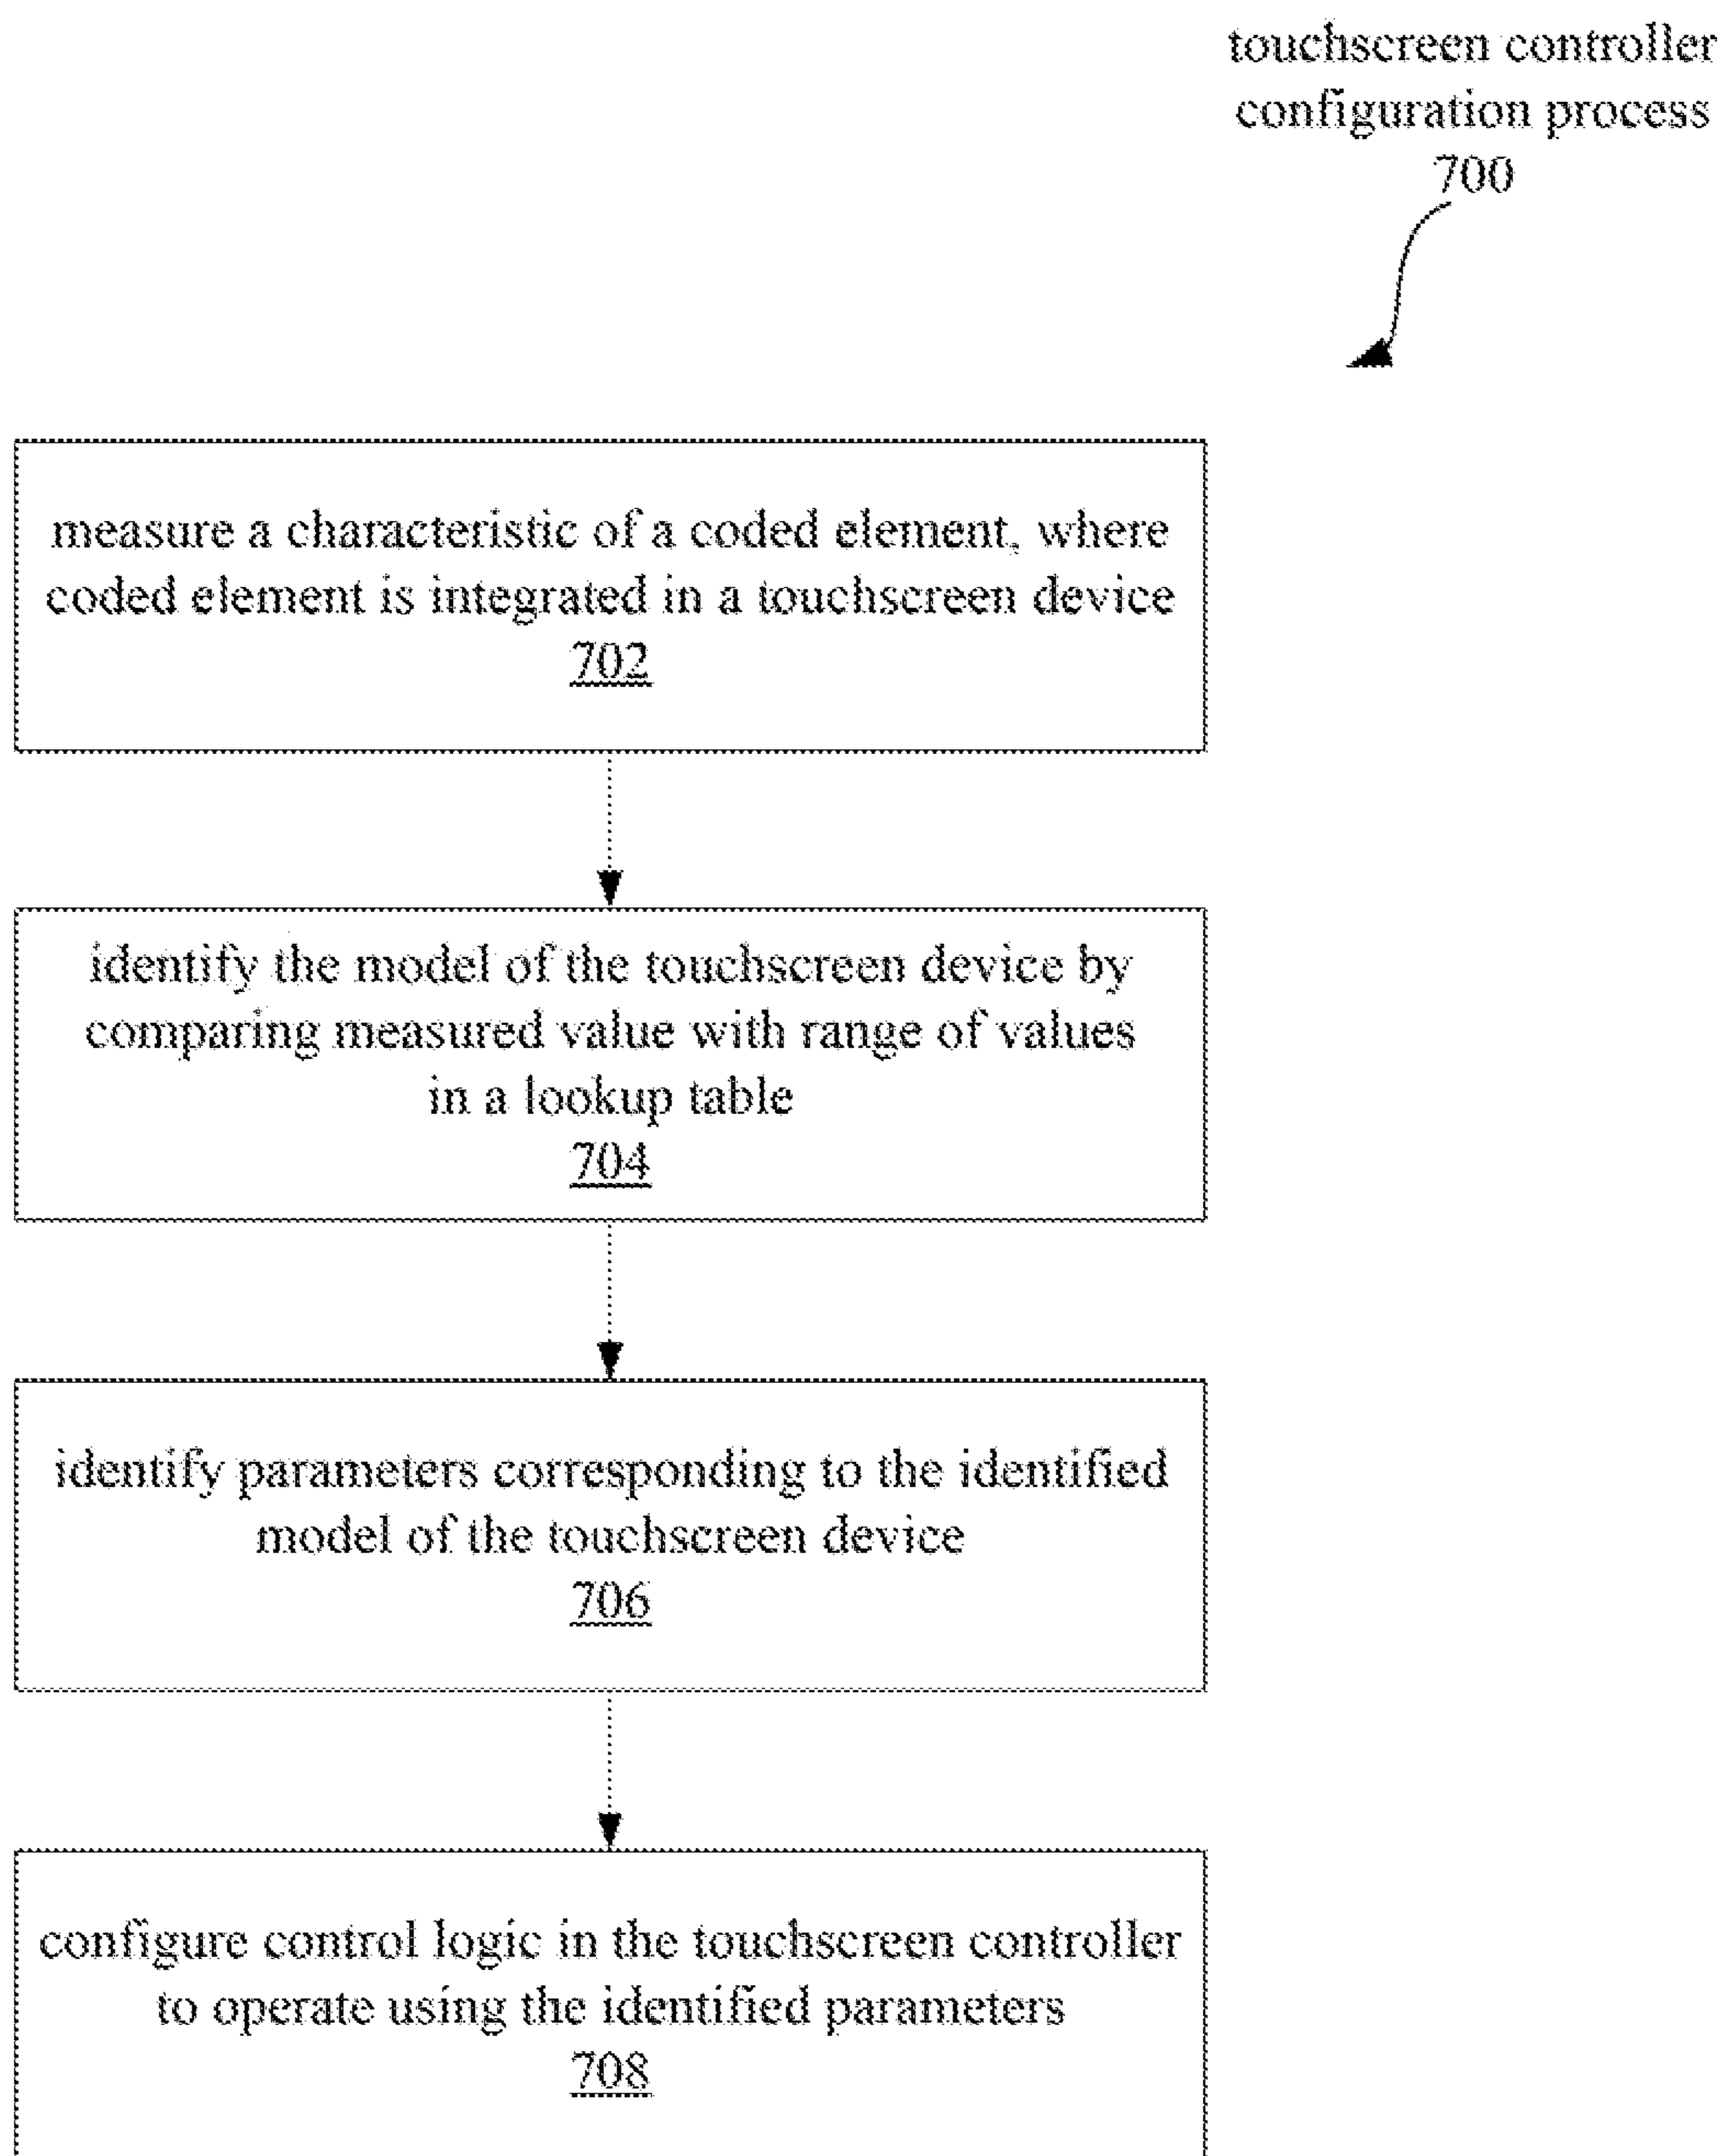 touchscreen controller
configuration process
700
measure a characteristic of a coded element, where
coded element is integrated in a touchscreen device
702
identify the model of the touchscreen device by
comparing measured value with range of values
in a lookup table
704
identify parameters corresponding to the identified
model of the touchscreen device
706
configure control logic in the touchscreen controller
to operate using the identified parameters
708